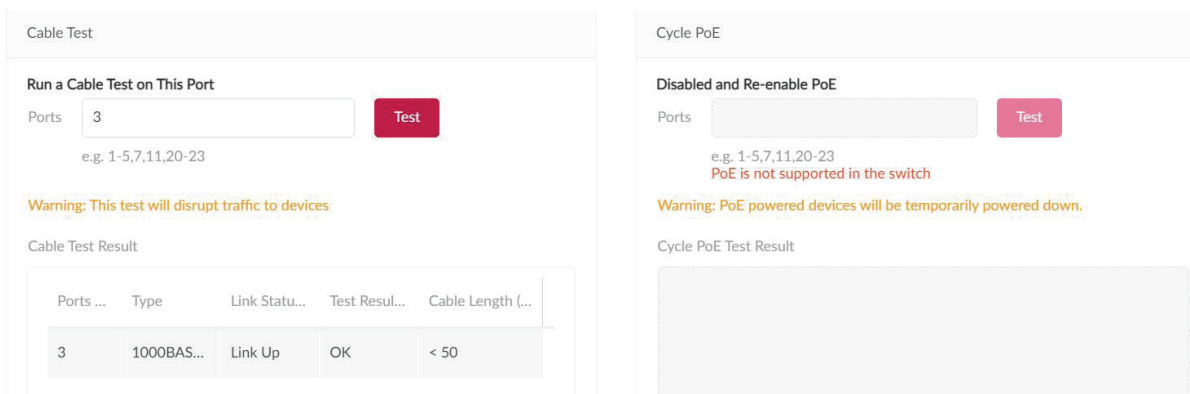 Cable Test
Run a Cable Test on This Port
Ports 3 Test
e.g. 1-5,7,11,20-23
Warning: This test will disrupt traffic to devices
Cable Test Result
Ports ... Type Link Statu... Test Resul... Cable Length (...
3 1000BAS... Link Up OK < 50
Cycle PoE
Disabled and Re-enable PoE
Ports Test
e.g. 1-5,7,11,20-23
PoE is not supported in the switch
Warning: PoE powered devices will be temporarily powered down.
Cycle PoE Test Result